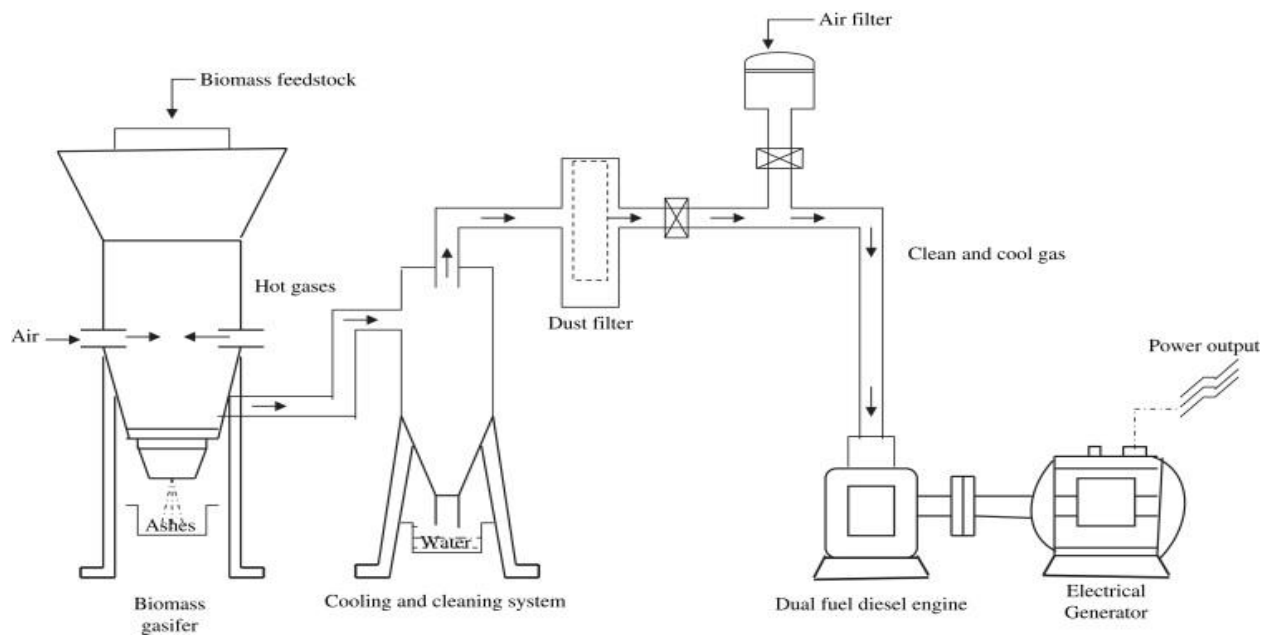 Air filter
Biomass feedstock
Hot gases
Clean and cool gas
Dust filter
Air
Power output
Ashes
Water
Biomass
gasifer
Cooling and cleaning system
Dual fuel diesel engine
Electrical
Generator